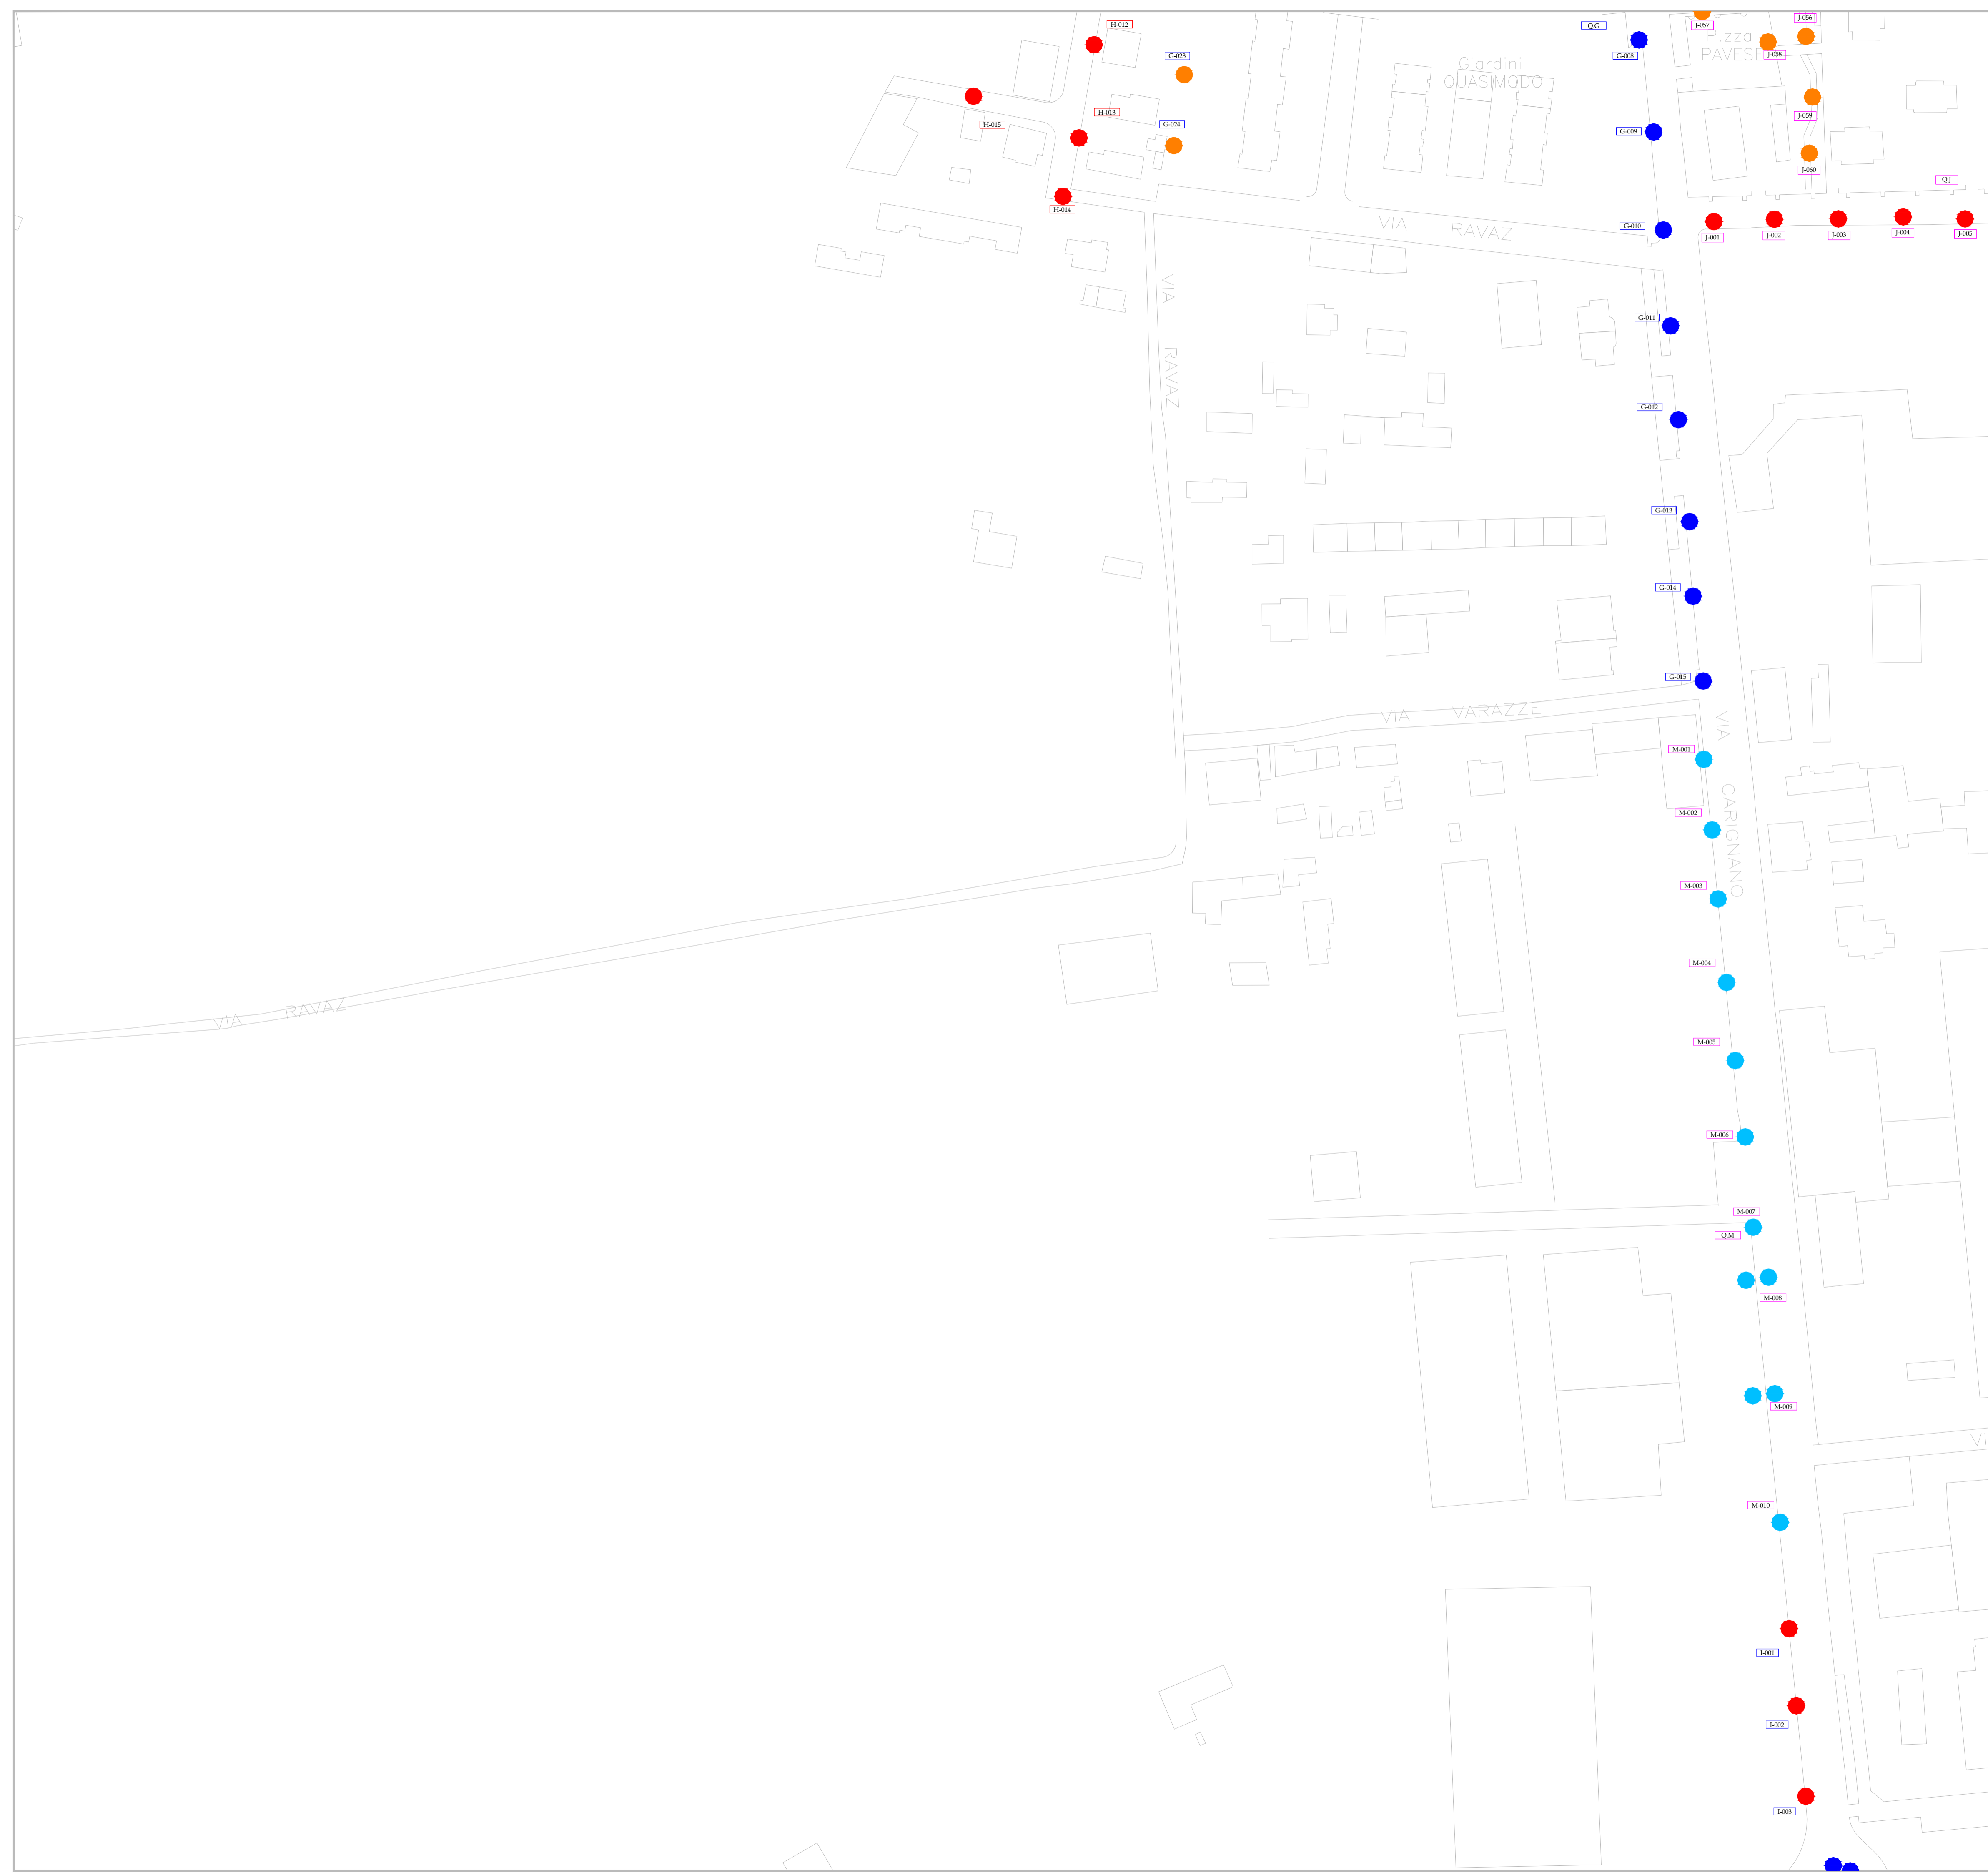 H-012
Q.G
J-057
J-056
G-008
P.zza
PAVESE
J-058
G-023
Giardini
QUASIMODO
H-015
H-013
G-024
G-009
J-059
J-060
Q.J
H-014
VIA RAVAZ
G-010
J-001
J-002
J-003
J-004
J-005
VIA RAVAZ
G-011
G-012
G-013
G-014
G-015
VIA VARAZZE
VIA CARIGNANO
M-001
M-002
M-003
M-004
VIA RAVAZ
M-005
M-006
M-007
Q.M
M-008
M-009
VI
M-010
I-001
I-002
I-003